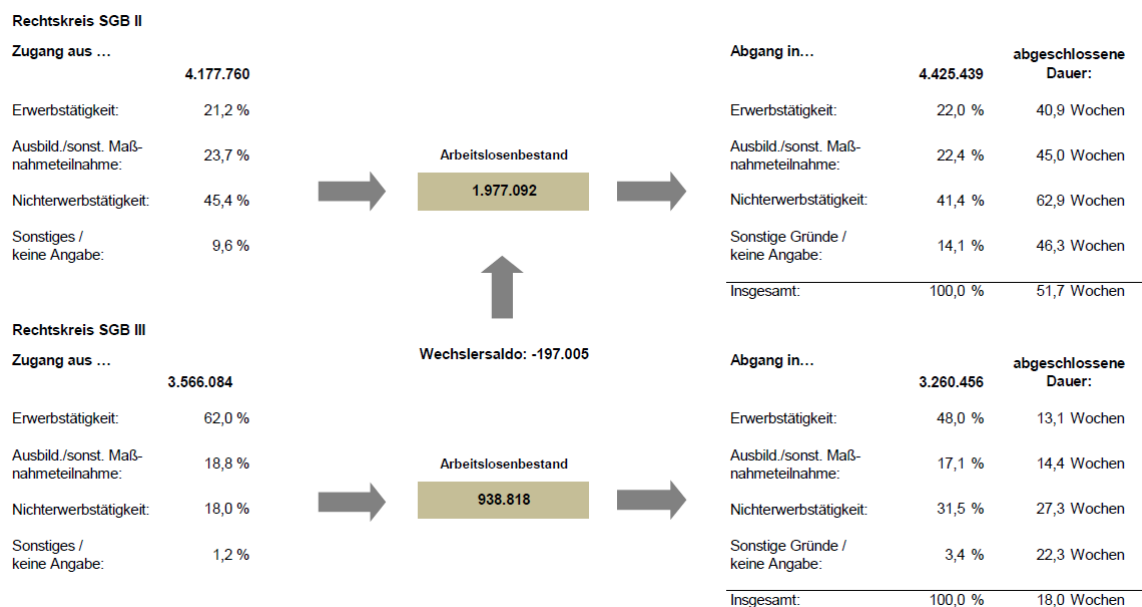 Rechtskreis SGB II
Zugang aus …
4.177.760
Erwerbstätigkeit: 21,2 %
Ausbild./sonst. Maß-
nahmeteilnahme: 23,7 %
Nichterwerbstätigkeit: 45,4 %
Sonstiges /
keine Angabe: 9,6 %
Arbeitslosenbestand
1.977.092
Abgang in…
abgeschlossene
Dauer:
4.425.439
Erwerbstätigkeit: 22,0 % 40,9 Wochen
Ausbild./sonst. Maß-
nahmeteilnahme: 22,4 % 45,0 Wochen
Nichterwerbstätigkeit: 41,4 % 62,9 Wochen
Sonstige Gründe /
keine Angabe: 14,1 % 46,3 Wochen
Insgesamt: 100,0 % 51,7 Wochen
Wechslersaldo: -197.005
Rechtskreis SGB III
Zugang aus …
3.566.084
Erwerbstätigkeit: 62,0 %
Ausbild./sonst. Maß-
nahmeteilnahme: 18,8 %
Nichterwerbstätigkeit: 18,0 %
Sonstiges /
keine Angabe: 1,2 %
Arbeitslosenbestand
938.818
Abgang in…
abgeschlossene
Dauer:
3.260.456
Erwerbstätigkeit: 48,0 % 13,1 Wochen
Ausbild./sonst. Maß-
nahmeteilnahme: 17,1 % 14,4 Wochen
Nichterwerbstätigkeit: 31,5 % 27,3 Wochen
Sonstige Gründe /
keine Angabe: 3,4 % 22,3 Wochen
Insgesamt: 100,0 % 18,0 Wochen